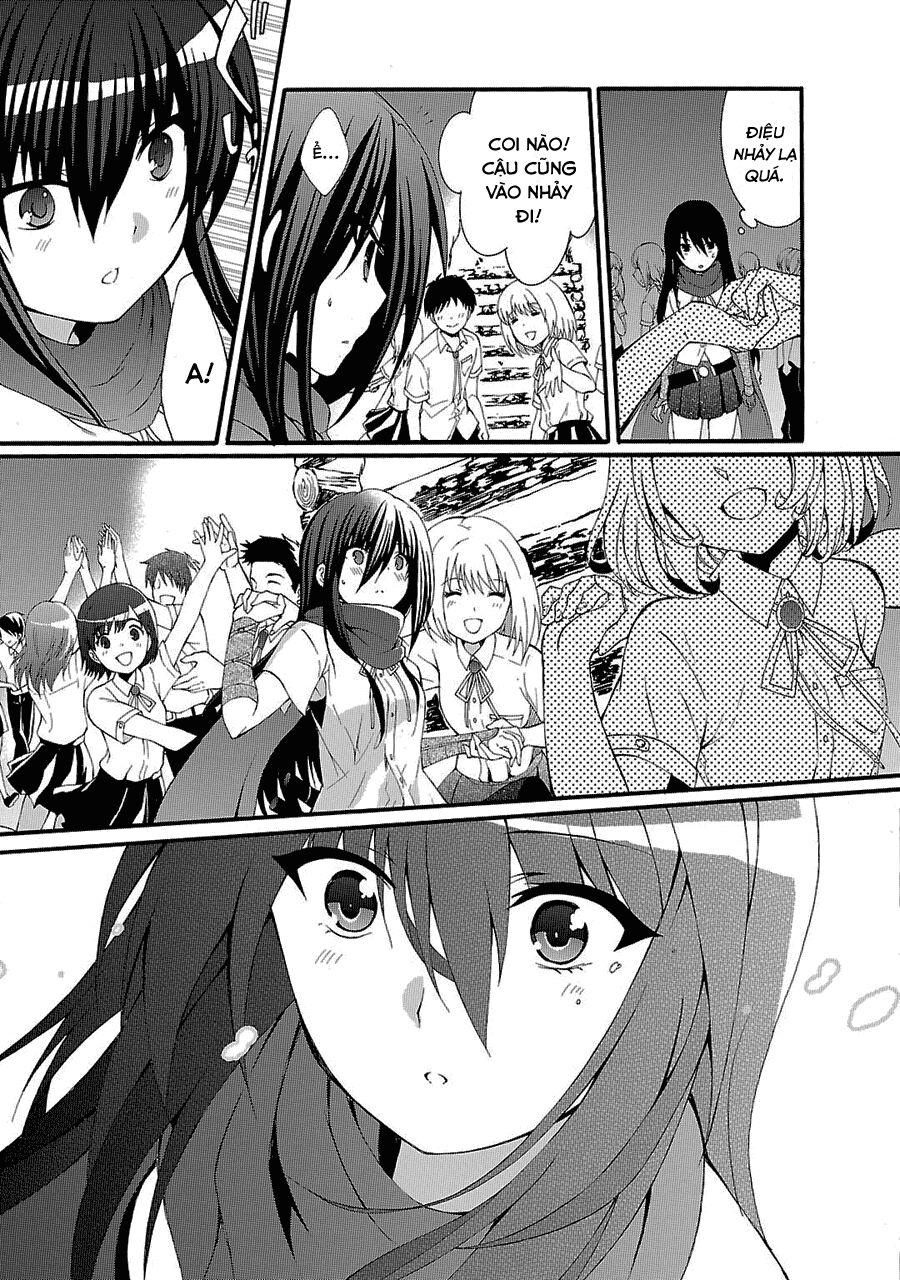 ĐIỆU
NHẢY LẠ
QUÁ.
COI NÀO!
CẬU CŨNG
VÀO NHẢY
ĐI!
Ể...
A!